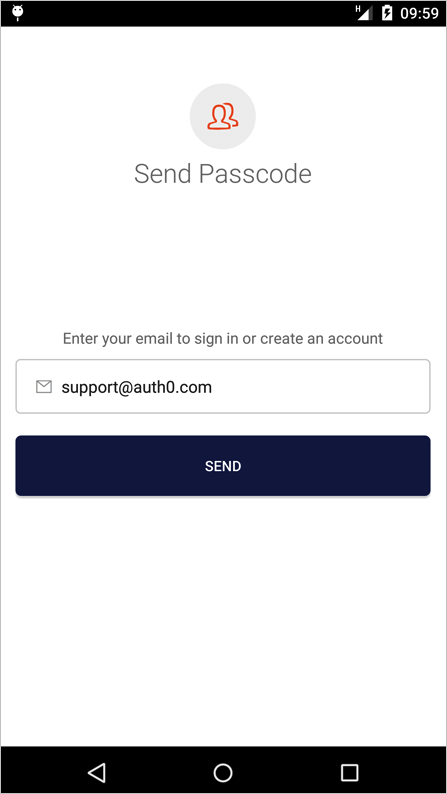 H
09:59
Send Passcode
Enter your email to sign in or create an account
support@auth0.com
SEND